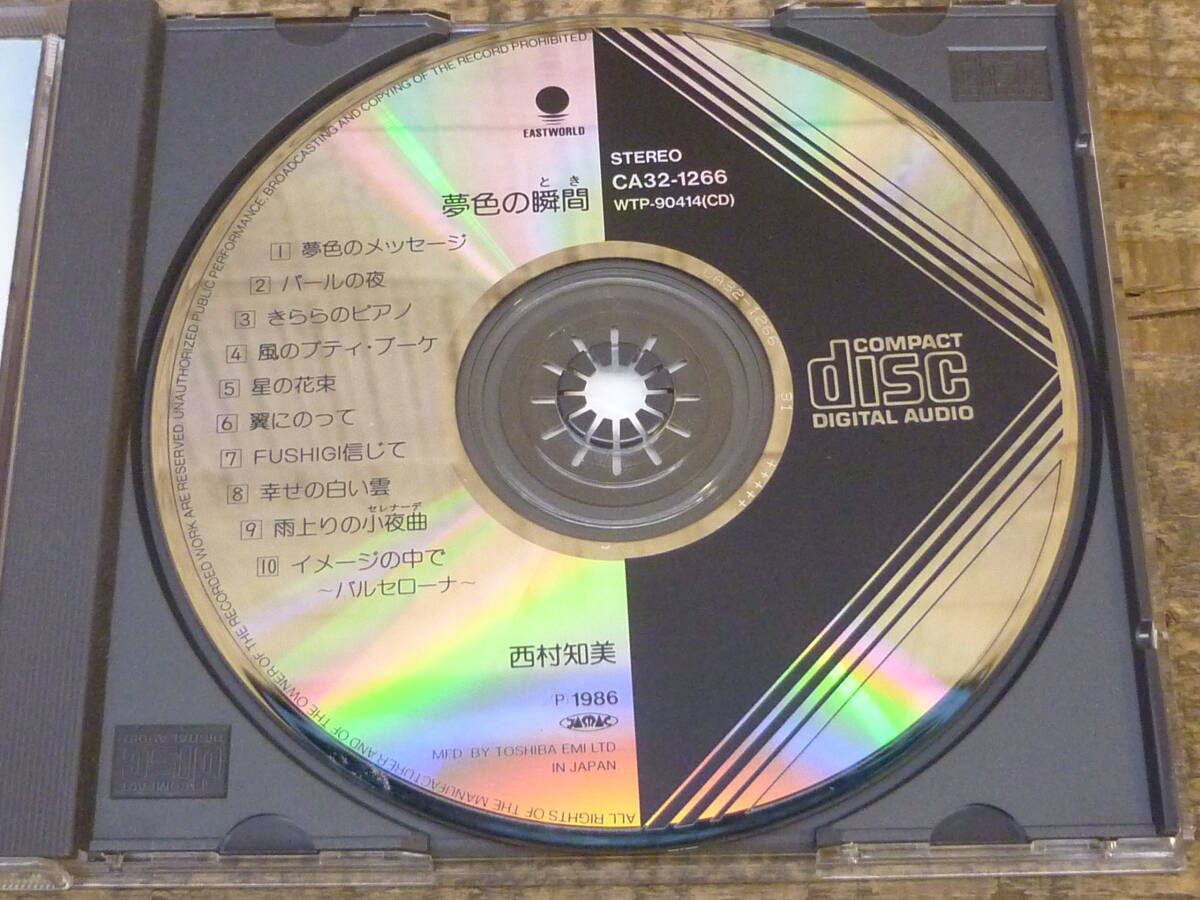 EASTWORLD
STEREO
CA32-1266
WTP-90414(CD)
とき
夢色の瞬間
1 夢色のメッセージ
2 パールの夜
3 きららのピアノ
4 風のプティ・ブーケ
5 星の花束
6 翼にのって
7 FUSHIGI信じて
8 幸せの白い雲
セレナーデ
9 雨上りの小夜曲
10 イメージの中で
～バルセローナ～
COMPACT
disc
DIGITAL AUDIO
CA32-1266
31
+++++
西村知美
(P)1986
JASRAC
MFD BY TOSHIBA EMI LTD
IN JAPAN
ALL RIGHTS OF THE MANUFACTURER AND OF THE OWNER OF THE RECORDED WORK ARE RESERVED. UNAUTHORIZED PUBLIC PERFORMANCE, BROADCASTING AND COPYING OF THE RECORD PROHIBITED
COMPACT
disc
DIGITAL AUDIO